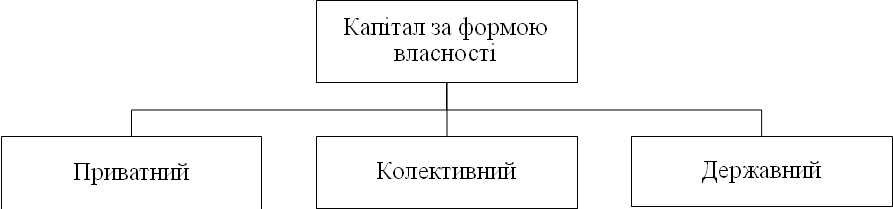 Капітал за формою
власності
Приватний
Колективний
Державний